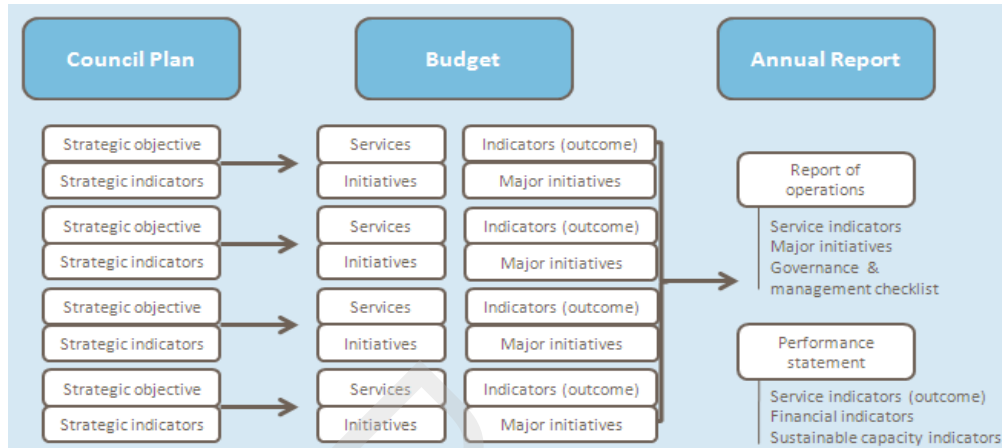 Council Plan
Budget
Annual Report
Strategic objective
Strategic indicators
Services
Initiatives
Indicators (outcome)
Major initiatives
Strategic objective
Strategic indicators
Services
Initiatives
Indicators (outcome)
Major initiatives
Strategic objective
Strategic indicators
Services
Initiatives
Indicators (outcome)
Major initiatives
Strategic objective
Strategic indicators
Services
Initiatives
Indicators (outcome)
Major initiatives
Report of
operations
Service indicators
Major initiatives
Governance &
management checklist
Performance
statement
Service indicators (outcome)
Financial indicators
Sustainable capacity indicators